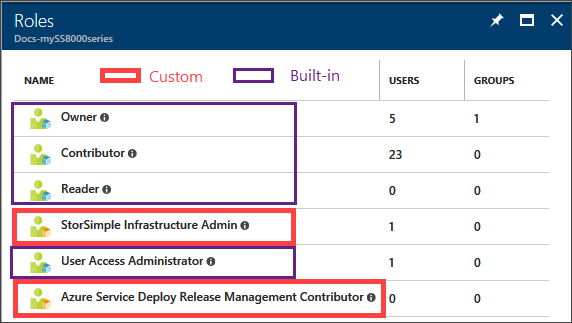 Roles
Docs-mySS8000series
NAME Custom Built-in USERS GROUPS
Owner 5 1
Contributor 23 0
Reader 0 0
StorSimple Infrastructure Admin 1 0
User Access Administrator 1 0
Azure Service Deploy Release Management Contributor 0 0